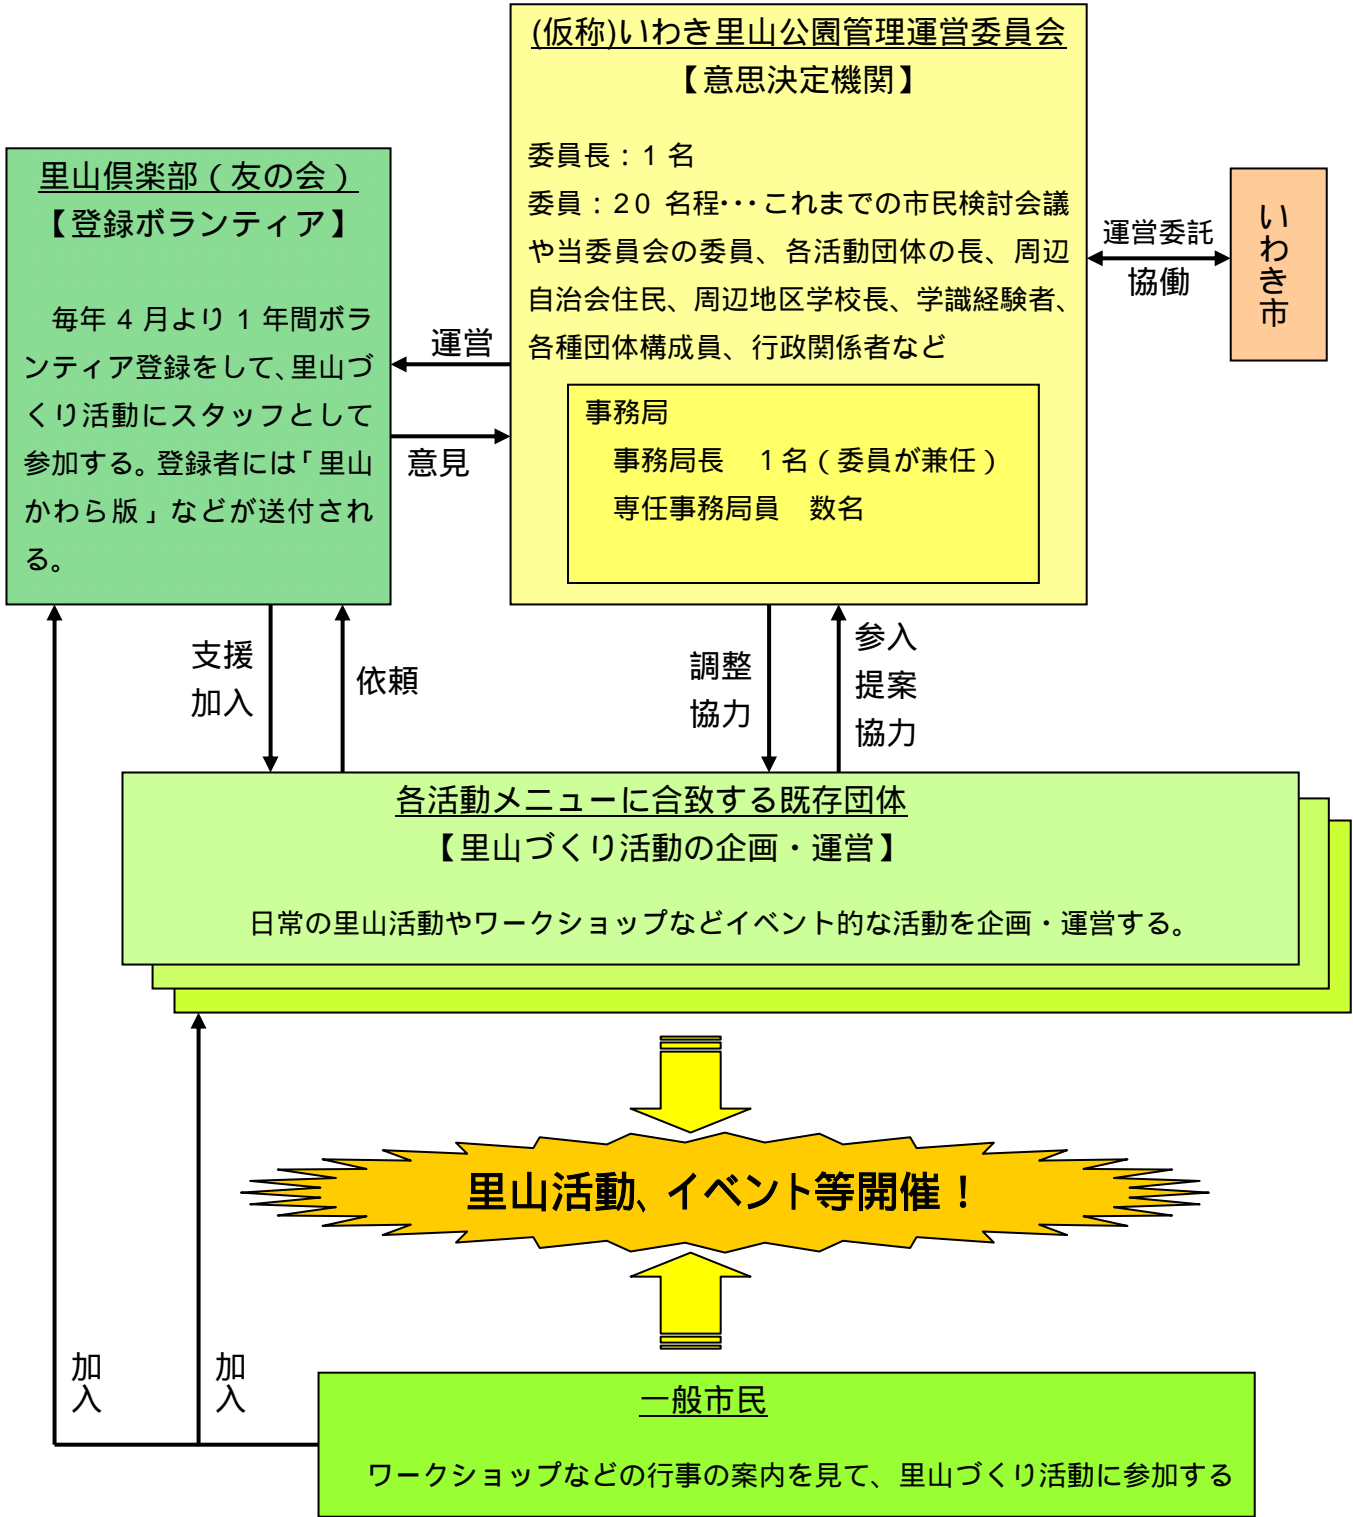 (仮称)いわき里山公園管理運営委員会
【意思決定機関】
委員長：1 名
委員：20 名程･･･これまでの市民検討会議
や当委員会の委員、各活動団体の長、周辺
自治会住民、周辺地区学校長、学識経験者、
各種団体構成員、行政関係者など
事務局
事務局長　1 名（委員が兼任）
専任事務局員　数名
里山倶楽部（友の会）
【登録ボランティア】
毎年 4 月より 1 年間ボラ
ンティア登録をして、里山づ
くり活動にスタッフとして
参加する。登録者には「里山
かわら版」などが送付され
る。
運営
意見
運営委託
協働
いわき市
支援
加入
依頼
調整
協力
参入
提案
協力
各活動メニューに合致する既存団体
【里山づくり活動の企画・運営】
日常の里山活動やワークショップなどイベント的な活動を企画・運営する。
里山活動、イベント等開催！
加入
加入
一般市民
ワークショップなどの行事の案内を見て、里山づくり活動に参加する